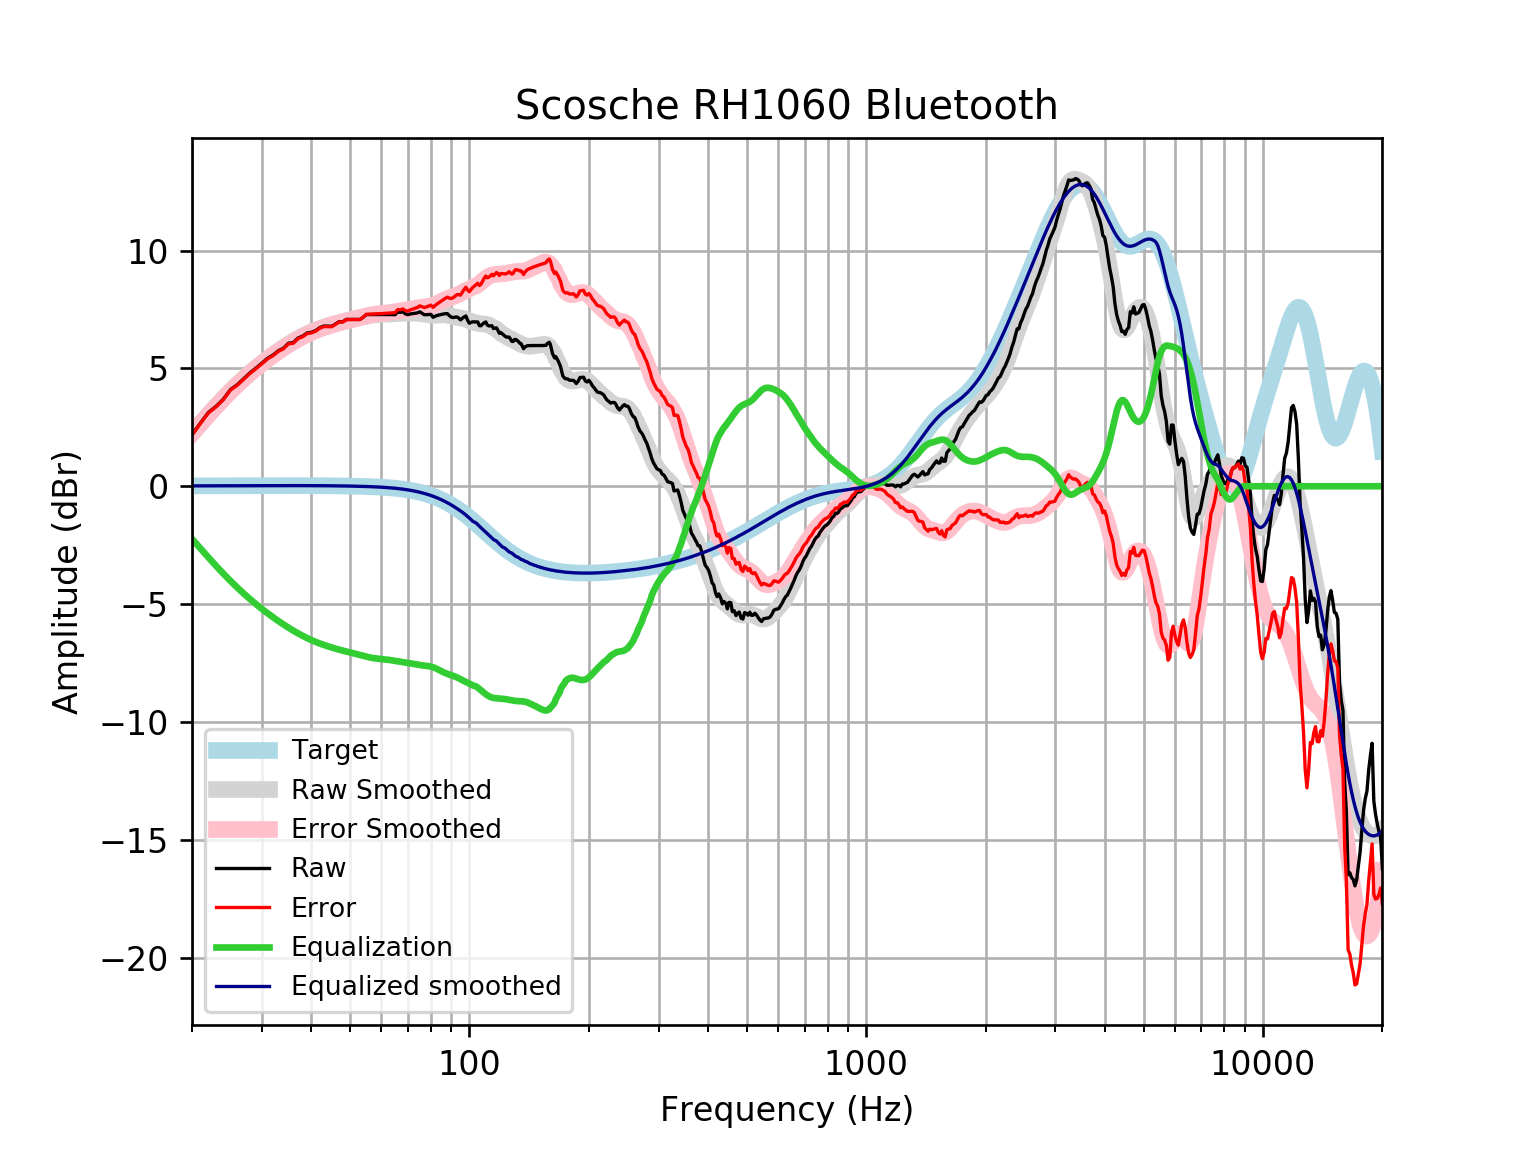 Scosche RH1060 Bluetooth
Amplitude (dBr)
10
5
0
−5
−10
−15
−20
Target
Raw Smoothed
Error Smoothed
Raw
Error
Equalization
Equalized smoothed
100 1000 10000
Frequency (Hz)